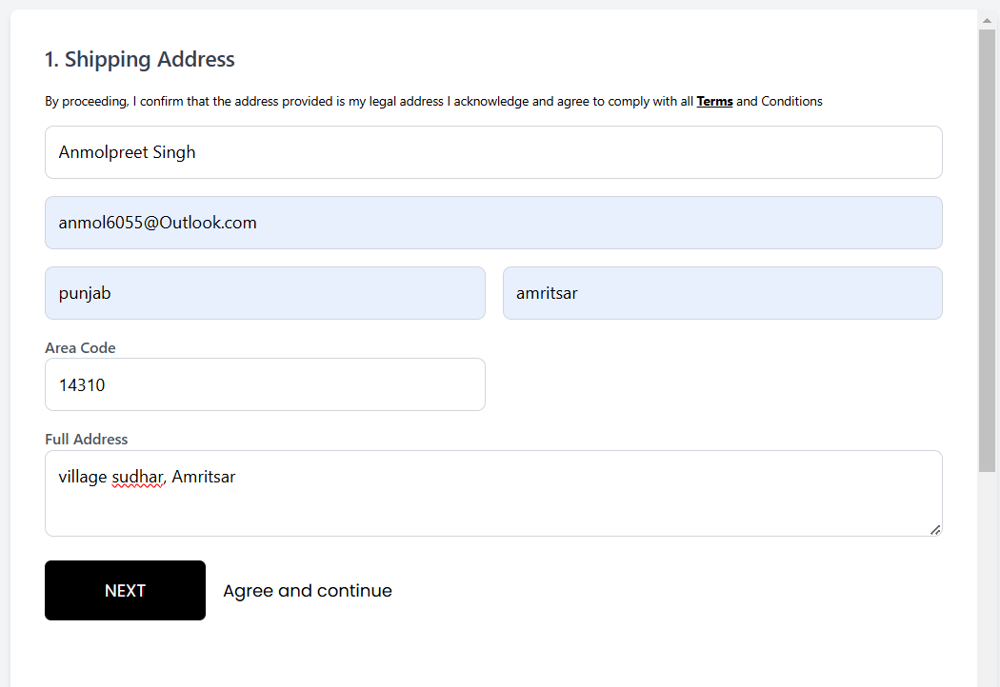 1. Shipping Address
By proceeding, I confirm that the address provided is my legal address I acknowledge and agree to comply with all Terms and Conditions
Anmolpreet Singh
anmol6055@Outlook.com
punjab
amritsar
Area Code
14310
Full Address
village sudhar, Amritsar
NEXT
Agree and continue